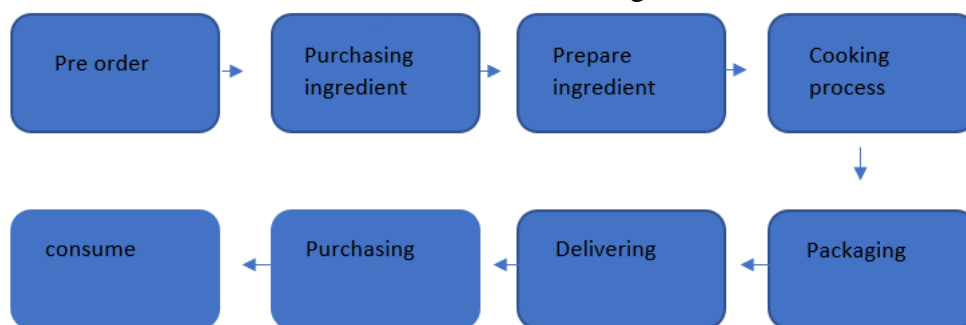 Pre order
Purchasing
ingredient
Prepare
ingredient
Cooking
process
Packaging
Delivering
Purchasing
consume